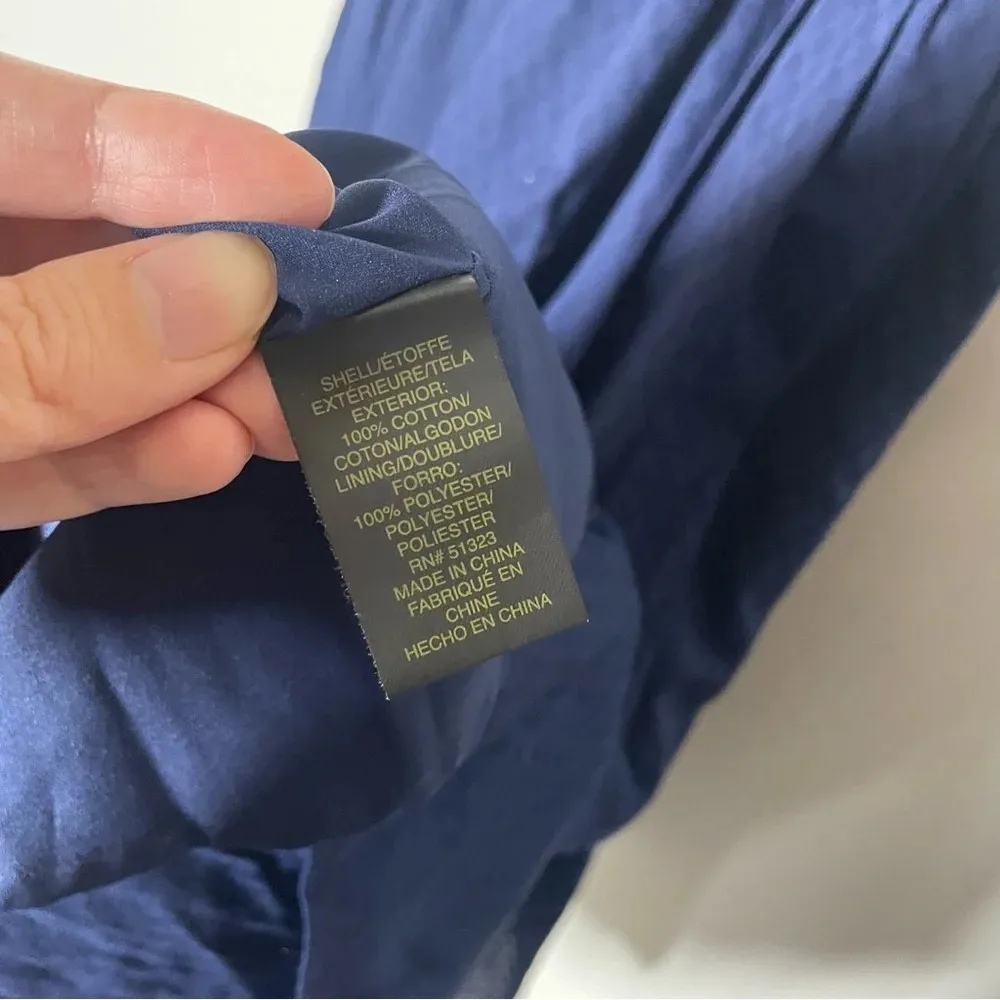 SHELL/ÉTOFFE
EXTÉRIEURE/TELA
EXTERIOR:
100% COTTON/
COTON/ALGODON
LINING/DOUBLURE/
FORRO:
100% POLYESTER/
POLYESTER/
POLIESTER
RN# 51323
MADE IN CHINA
FABRIQUÉ EN
CHINE
HECHO EN CHINA